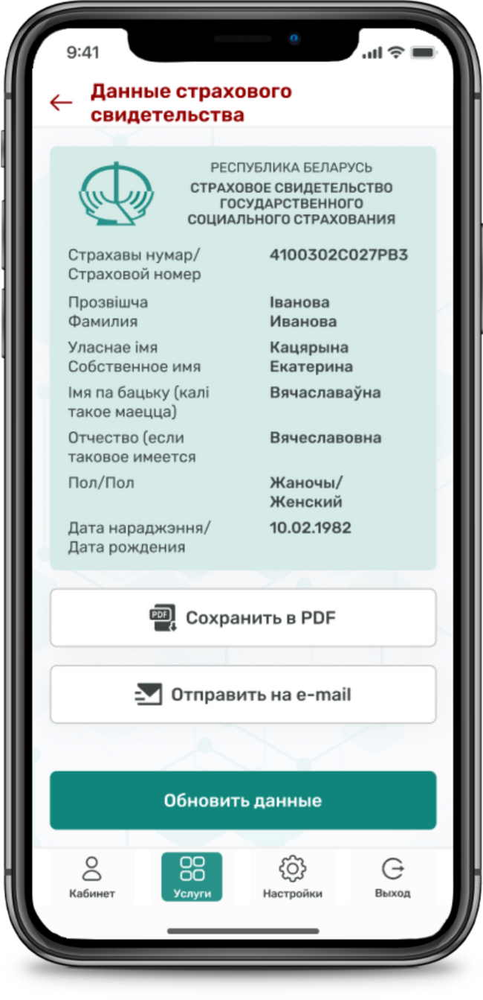 9:41
Данные страхового
свидетельства
РЕСПУБЛИКА БЕЛАРУСЬ
СТРАХОВОЕ СВИДЕТЕЛЬСТВО
ГОСУДАРСТВЕННОГО
СОЦИАЛЬНОГО СТРАХОВАНИЯ
Страхавы нумар/
Страховой номер
4100302C027PB3
Прозвішча
Фамилия
Іванова
Иванова
Уласнае імя
Собственное имя
Кацярына
Екатерина
Імя па бацьку (калі
такое маецца)
Вячаславаўна
Отчество (если
таковое имеется
Вячеславовна
Пол/Пол
Жаночы/
Женский
Дата нараджэння/
Дата рождения
10.02.1982
PDF
Сохранить в PDF
Отправить на e-mail
Обновить данные
Кабинет
Услуги
Настройки
Выход